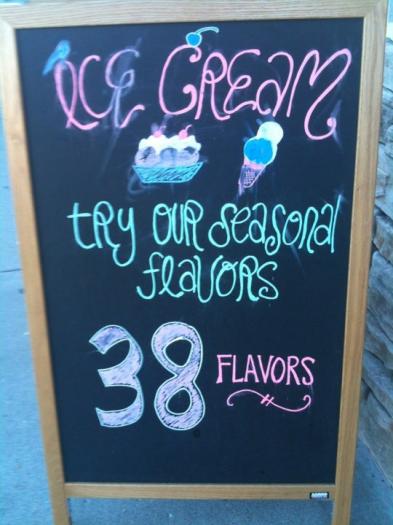 ICE CREAM
try OUR seasonal
flavors
38 FLAVORS